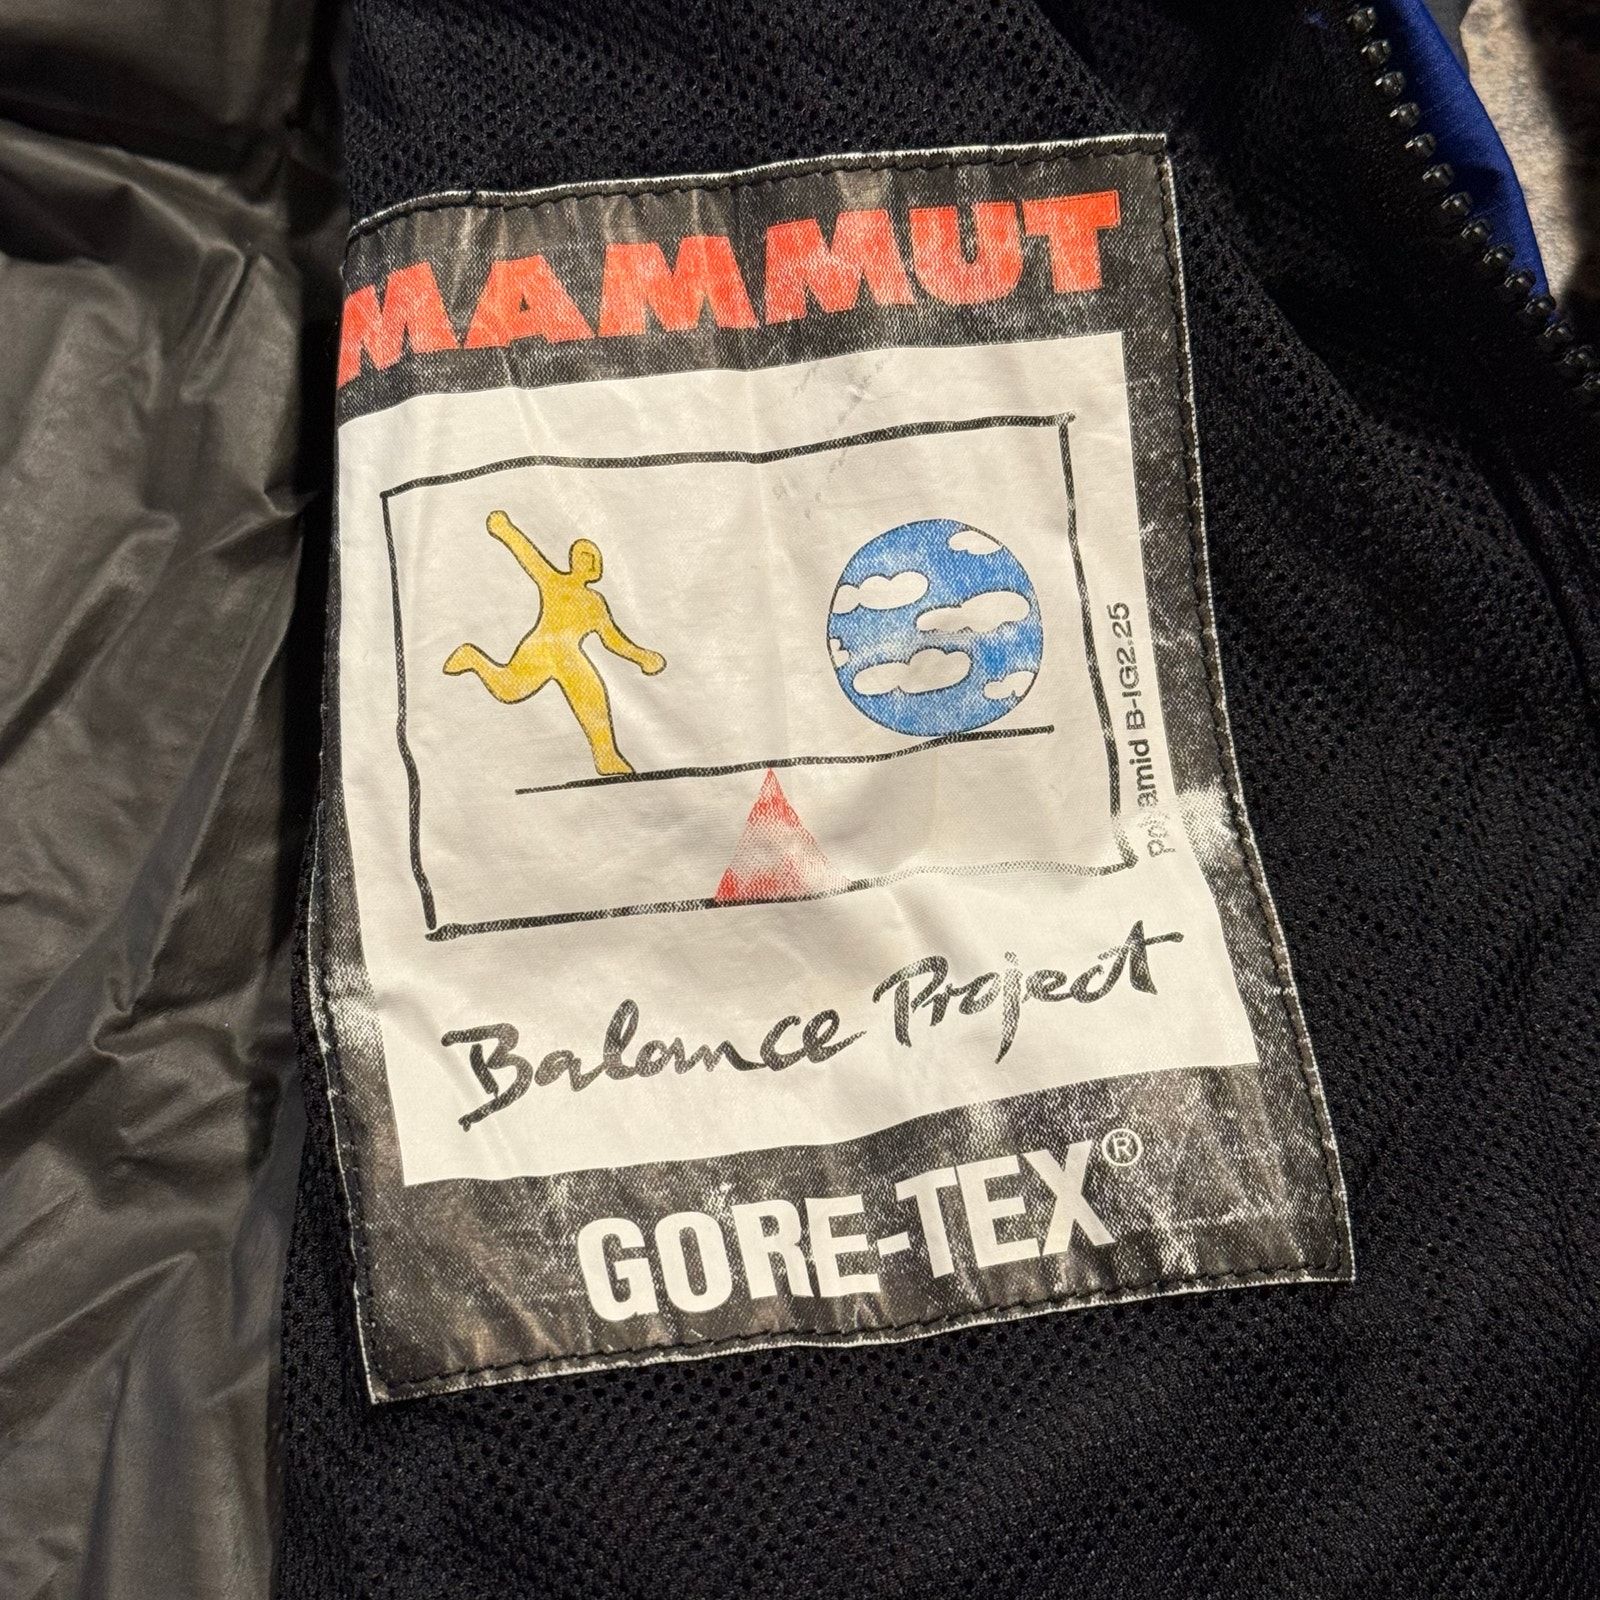 MAMMUT
polyamid B-IG2.25
Balance Project
GORE-TEX®